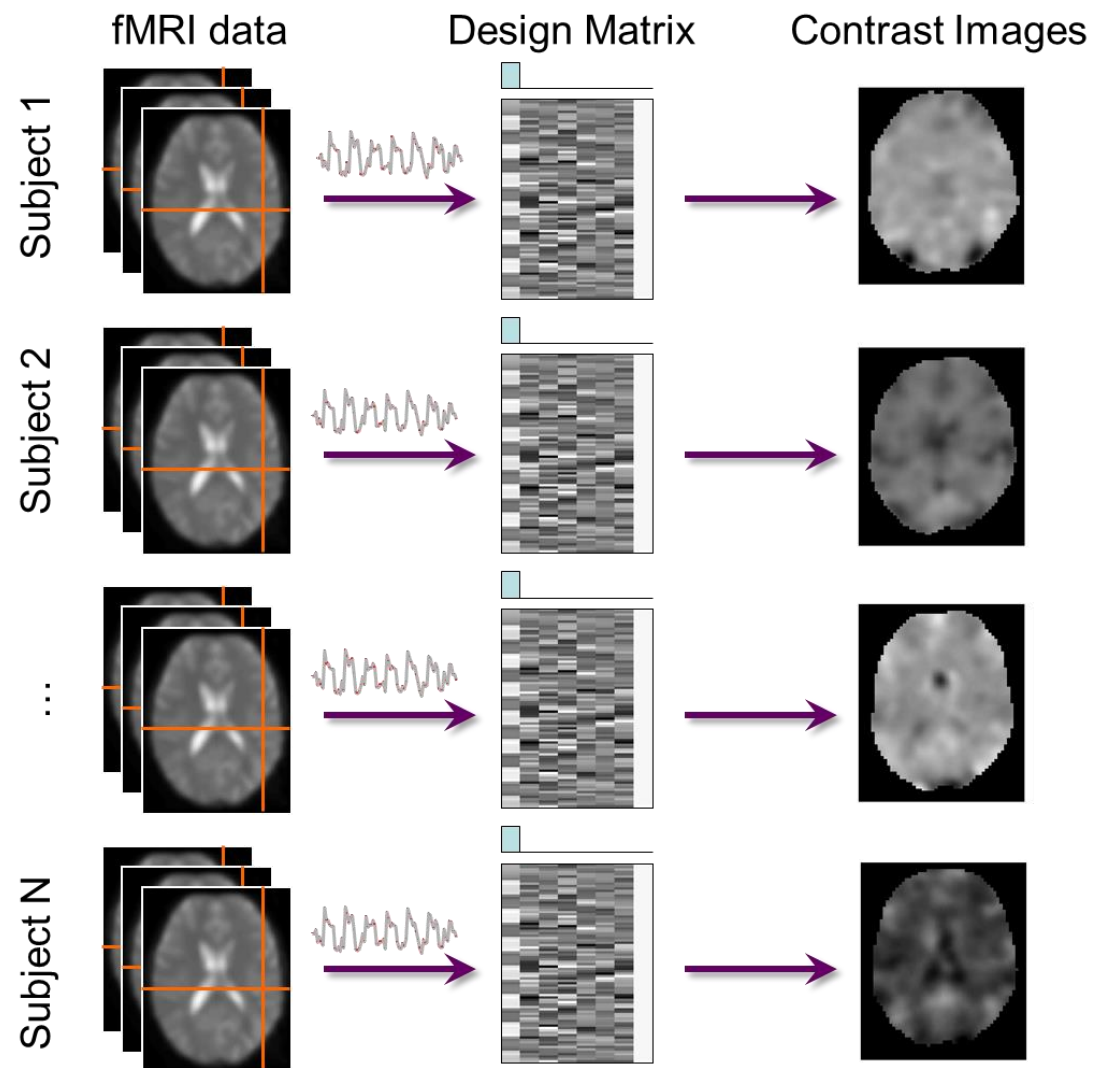 fMRI data
Design Matrix
Contrast Images
Subject 1
Subject 2
...
Subject N